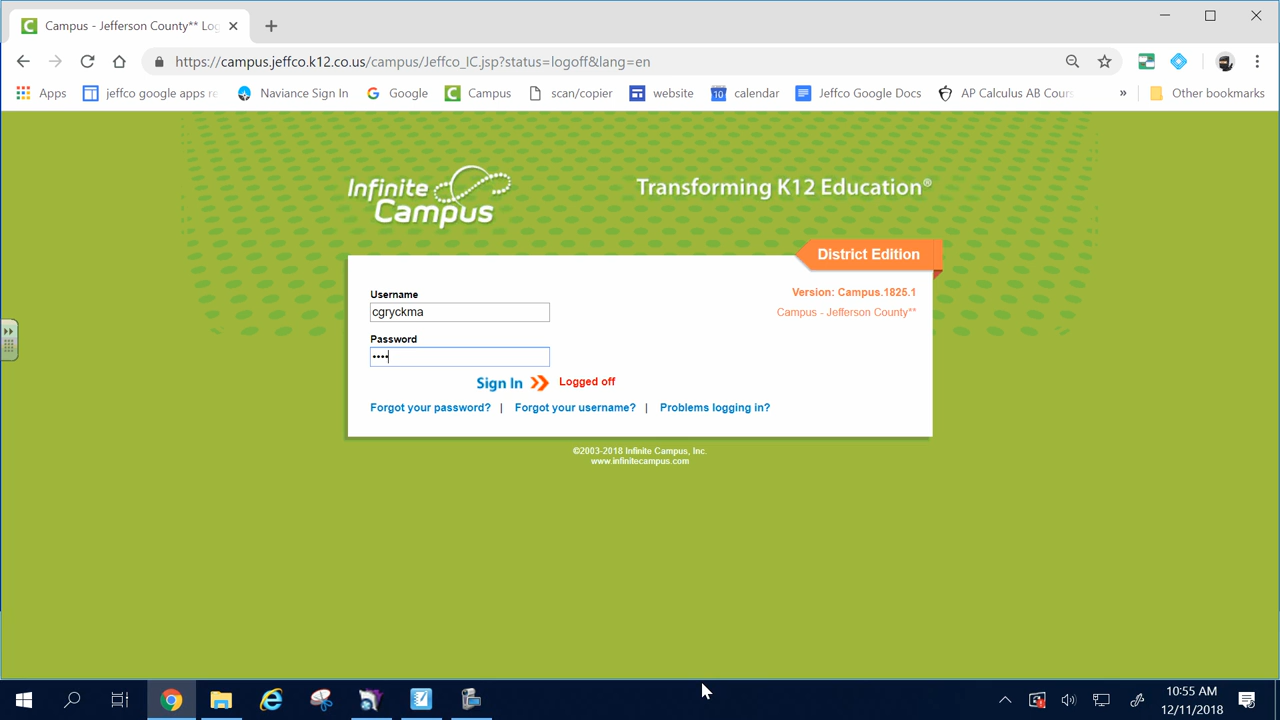 Campus - Jefferson County** Log
https://campus.jeffco.k12.co.us/campus/Jeffco_IC.jsp?status=logoff&lang=en
Apps jeffco google apps re Naviance Sign In Google Campus scan/copier website 10 calendar Jeffco Google Docs AP Calculus AB Cours » Other bookmarks
Infinite Campus
Transforming K12 Education®
District Edition
Version: Campus.1825.1
Campus - Jefferson County**
Username
cgryckma
Password
••••
Sign In Logged off
Forgot your password? | Forgot your username? | Problems logging in?
©2003-2018 Infinite Campus, Inc.
www.infinitecampus.com
10:55 AM
12/11/2018